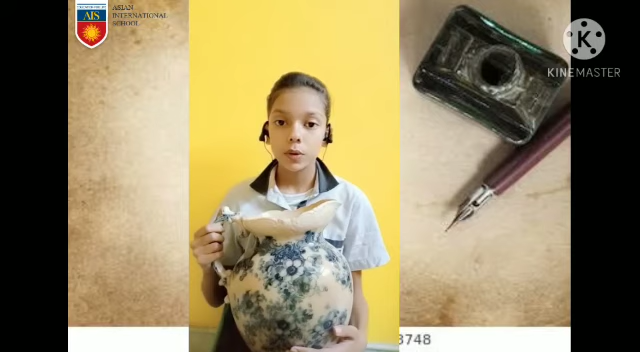 AIS
ASIAN
INTERNATIONAL
SCHOOL
K
KINEMASTER
3748